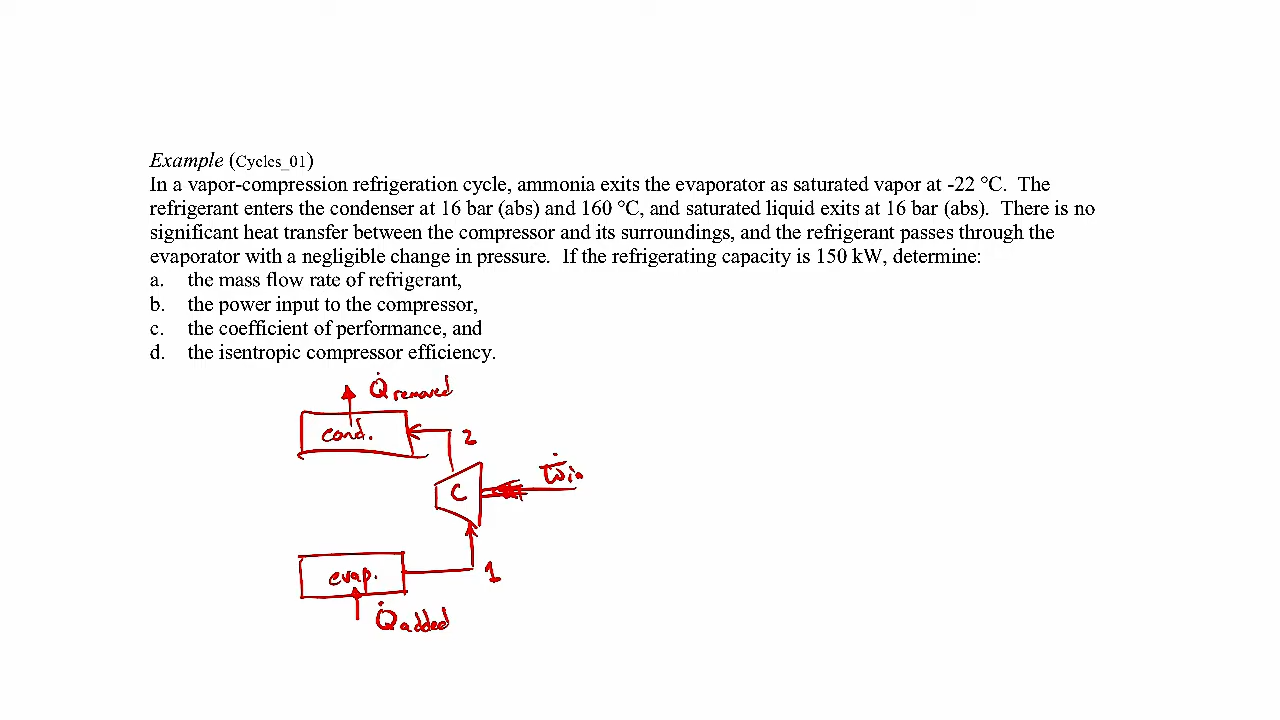 Example (Cycles_01)
In a vapor-compression refrigeration cycle, ammonia exits the evaporator as saturated vapor at -22 °C. The
refrigerant enters the condenser at 16 bar (abs) and 160 °C, and saturated liquid exits at 16 bar (abs). There is no
significant heat transfer between the compressor and its surroundings, and the refrigerant passes through the
evaporator with a negligible change in pressure. If the refrigerating capacity is 150 kW, determine:
a. the mass flow rate of refrigerant,
b. the power input to the compressor,
c. the coefficient of performance, and
d. the isentropic compressor efficiency.
Q̇ removed
cond.
2
Ẇin
C
evap.
1
Q̇ added